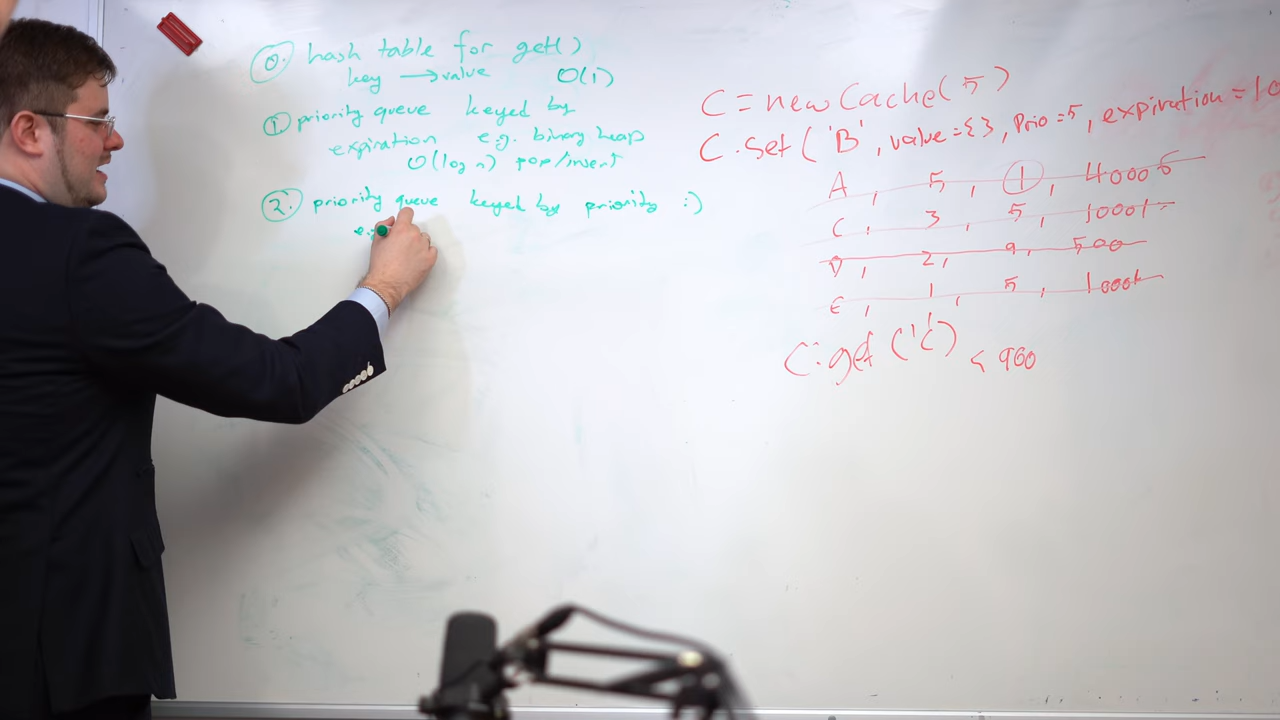 0. hash table for get()
key → value O(1)
1 priority queue keyed by
expiration e.g. binary heap
O(log n) pop/insert
2. priority queue keyed by priority :)
e.
C = new Cache(5)
C.set('B', value={}, Prio=5, expiration=10
A, 5, 1, 4000
C, 3, 5, 1000
D, 2, 9, 500
E, 1, 5, 1000
C.get('C') < 900